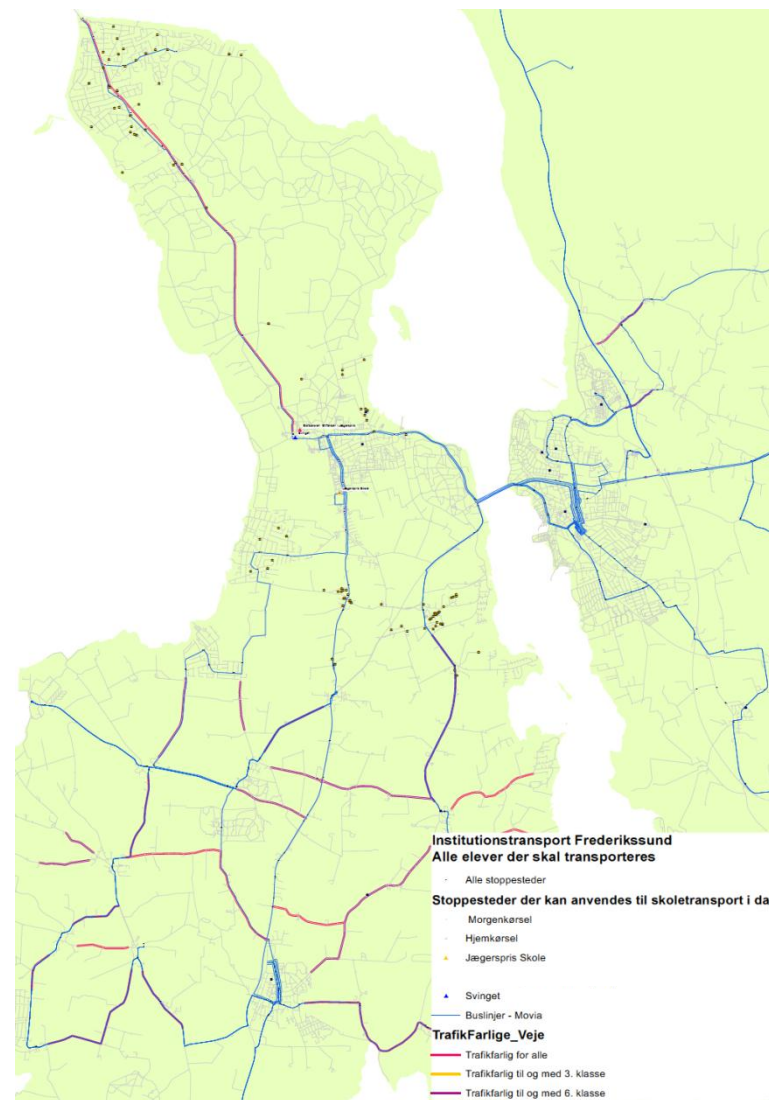 Jægerspris Skole
Institutionstransport Frederikssund
Alle elever der skal transporteres
Alle stoppesteder
Stoppesteder der kan anvendes til skoletransport i da
Morgenkørsel
Hjemkørsel
Jægerspris Skole
Svinget
Buslinjer - Movia
TrafikFarlige_Veje
Trafikfarlig for alle
Trafikfarlig til og med 3. klasse
Trafikfarlig til og med 6. klasse